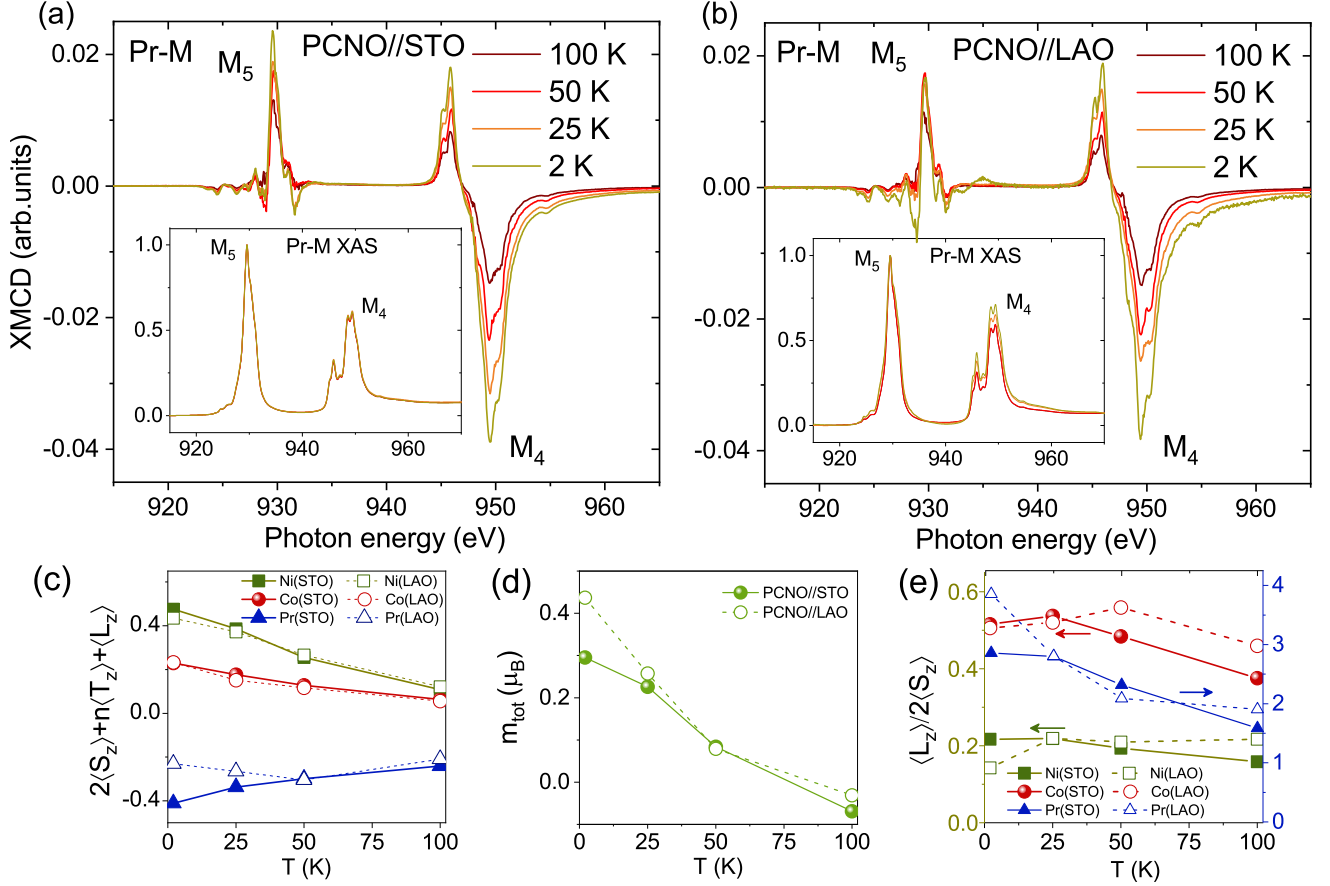 (a)
Pr-M
M5
PCNO//STO
100 K
50 K
25 K
2 K
0.02
0.00
-0.02
-0.04
XMCD (arb.units)
M5
Pr-M XAS
M4
1.0
0.5
0.0
920 940 960
M4
920 930 940 950 960
Photon energy (eV)
(b)
Pr-M
M5
PCNO//LAO
100 K
50 K
25 K
2 K
0.02
0.00
-0.02
-0.04
M5
Pr-M XAS
M4
1.0
0.5
0.0
920 940 960
M4
920 930 940 950 960
Photon energy (eV)
(c)
Ni(STO) Ni(LAO)
Co(STO) Co(LAO)
Pr(STO) Pr(LAO)
0.4
0.0
-0.4
2⟨Sz⟩+n⟨Tz⟩+⟨Lz⟩
0 25 50 75 100
T (K)
(d)
PCNO//STO
PCNO//LAO
0.4
0.2
0.0
mtot (μB)
0 25 50 75 100
T (K)
(e)
0.6
0.4
0.2
0.0
⟨Lz⟩/2⟨Sz⟩
4
3
2
1
0
Ni(STO) Ni(LAO)
Co(STO) Co(LAO)
Pr(STO) Pr(LAO)
0 25 50 75 100
T (K)